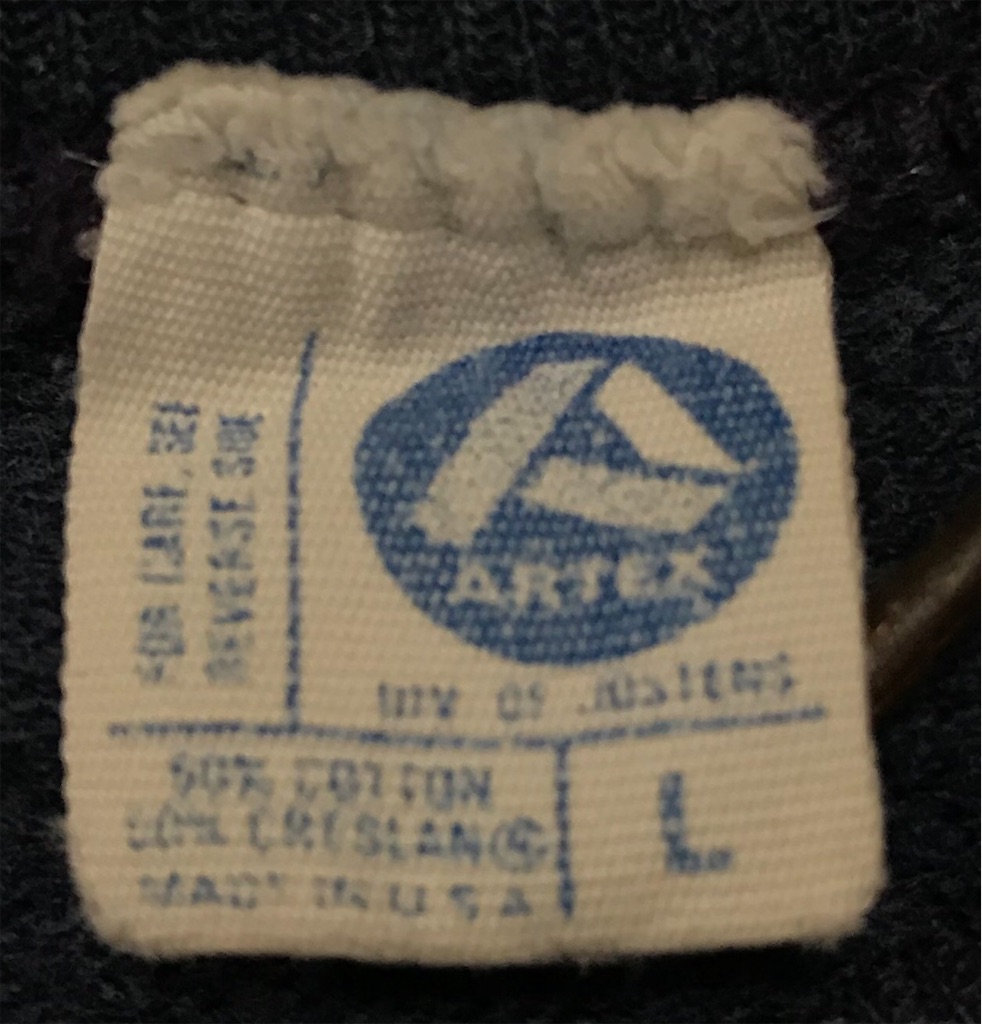 FOR CARE, SEE
REVERSE SIDE
ARTEX
DIV OF JOSTENS
50% COTTON
50% CRESLAN®
MADE IN U S A
L